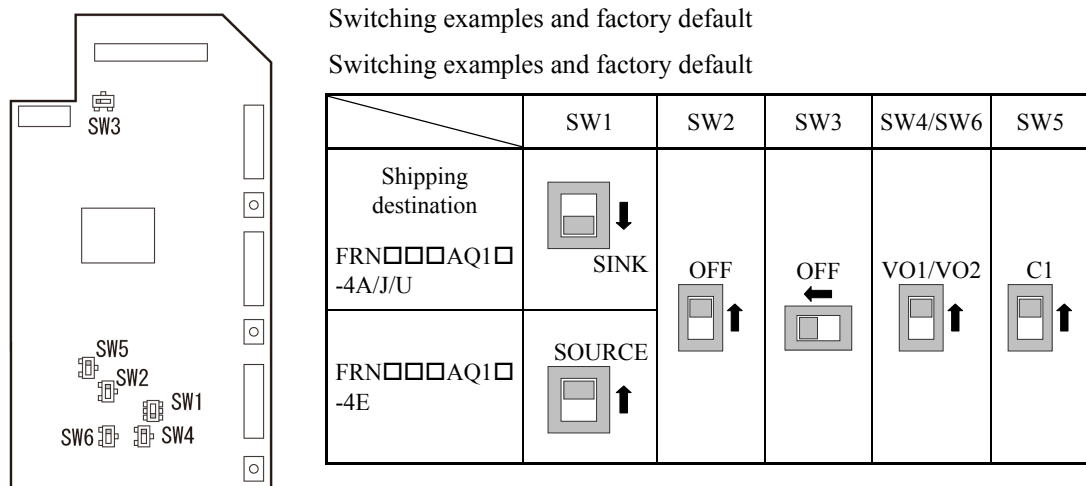 Switching examples and factory default
Switching examples and factory default
SW1 SW2 SW3 SW4/SW6 SW5
Shipping
destination
FRN□□□AQ1□
-4A/J/U
SINK
OFF
OFF
VO1/VO2
C1
FRN□□□AQ1□
-4E
SOURCE
SW3
SW5
SW2
SW1
SW6
SW4